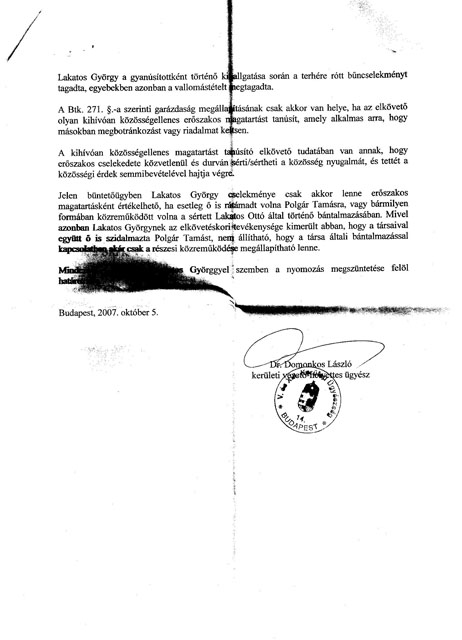 Lakatos György a gyanúsítottként történő kihallgatása során a terhére rótt bűncselekményt
tagadta, egyebekben azonban a vallomástételt megtagadta.
A Btk. 271. §.-a szerinti garázdaság megállapításának csak akkor van helye, ha az elkövető
olyan kihívóan közösségellenes erőszakos magatartást tanúsít, amely alkalmas arra, hogy
másokban megbotránkozást vagy riadalmat keltsen.
A kihívóan közösségellenes magatartást tanúsító elkövető tudatában van annak, hogy
erőszakos cselekedete közvetlenül és durván sérti/sértheti a közösség nyugalmát, és tettét a
közösségi érdek semmibevételével hajtja végre.
Jelen büntetőügyben Lakatos György cselekménye csak akkor lenne erőszakos
magatartásként értékelhető, ha esetleg ő is rátámadt volna Polgár Tamásra, vagy bármilyen
formában közreműködött volna a sértett Lakatos Ottó által történő bántalmazásában. Mivel
azonban Lakatos Györgynek az elkövetéskori tevékenysége kimerült abban, hogy a társaival
együtt ő is szidalmazta Polgár Tamást, nem állítható, hogy a társa általi bántalmazással
kapcsolatban akár csak a részesi közreműködése megállapítható lenne.
Györggyel szemben a nyomozás megszüntetése felől
Budapest, 2007. október 5.
Dr. Domonkos László
kerületi vezető helyettes ügyész
V. és XIII. Kerületi Ügyészség
14.
BUDAPEST